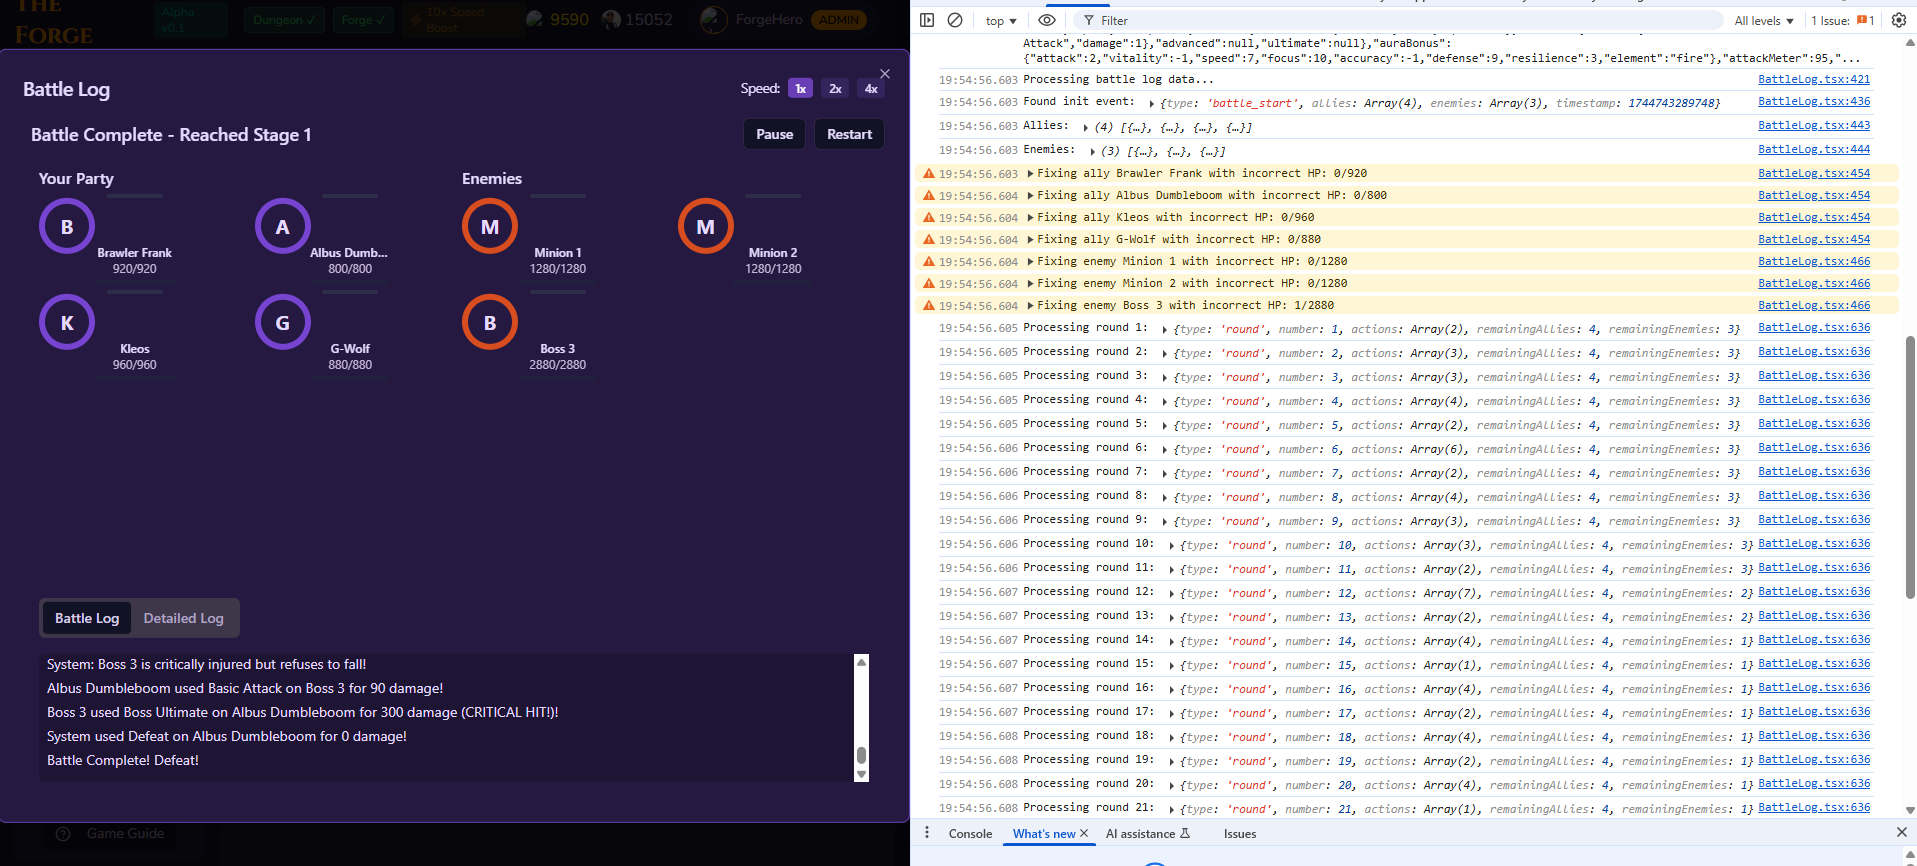 THE
FORGE
Alpha
v0.1
Dungeon ✓
Forge ✓
10x Speed
Boost
9590
15052
ForgeHero
ADMIN
Battle Log
Speed: 1x 2x 4x
Battle Complete - Reached Stage 1
Pause
Restart
Your Party
Enemies
B
Brawler Frank
920/920
A
Albus Dumb...
800/800
M
Minion 1
1280/1280
M
Minion 2
1280/1280
K
Kleos
960/960
G
G-Wolf
880/880
B
Boss 3
2880/2880
Battle Log
Detailed Log
System: Boss 3 is critically injured but refuses to fall!
Albus Dumbleboom used Basic Attack on Boss 3 for 90 damage!
Boss 3 used Boss Ultimate on Albus Dumbleboom for 300 damage (CRITICAL HIT!)!
System used Defeat on Albus Dumbleboom for 0 damage!
Battle Complete! Defeat!
Game Guide
top
Filter
All levels
1 Issue: 1
Attack","damage":1},"advanced":null,"ultimate":null},"auraBonus":
{"attack":2,"vitality":-1,"speed":7,"focus":10,"accuracy":-1,"defense":9,"resilience":3,"element":"fire"},"attackMeter":95,"...
19:54:56.603 Processing battle log data... BattleLog.tsx:421
19:54:56.603 Found init event: {type: 'battle_start', allies: Array(4), enemies: Array(3), timestamp: 1744743289748} BattleLog.tsx:436
19:54:56.603 Allies: (4) [{…}, {…}, {…}, {…}] BattleLog.tsx:443
19:54:56.603 Enemies: (3) [{…}, {…}, {…}] BattleLog.tsx:444
19:54:56.603 Fixing ally Brawler Frank with incorrect HP: 0/920 BattleLog.tsx:454
19:54:56.604 Fixing ally Albus Dumbleboom with incorrect HP: 0/800 BattleLog.tsx:454
19:54:56.604 Fixing ally Kleos with incorrect HP: 0/960 BattleLog.tsx:454
19:54:56.604 Fixing ally G-Wolf with incorrect HP: 0/880 BattleLog.tsx:454
19:54:56.604 Fixing enemy Minion 1 with incorrect HP: 0/1280 BattleLog.tsx:466
19:54:56.604 Fixing enemy Minion 2 with incorrect HP: 0/1280 BattleLog.tsx:466
19:54:56.604 Fixing enemy Boss 3 with incorrect HP: 1/2880 BattleLog.tsx:466
19:54:56.605 Processing round 1: {type: 'round', number: 1, actions: Array(2), remainingAllies: 4, remainingEnemies: 3} BattleLog.tsx:636
19:54:56.605 Processing round 2: {type: 'round', number: 2, actions: Array(3), remainingAllies: 4, remainingEnemies: 3} BattleLog.tsx:636
19:54:56.605 Processing round 3: {type: 'round', number: 3, actions: Array(3), remainingAllies: 4, remainingEnemies: 3} BattleLog.tsx:636
19:54:56.605 Processing round 4: {type: 'round', number: 4, actions: Array(4), remainingAllies: 4, remainingEnemies: 3} BattleLog.tsx:636
19:54:56.605 Processing round 5: {type: 'round', number: 5, actions: Array(2), remainingAllies: 4, remainingEnemies: 3} BattleLog.tsx:636
19:54:56.606 Processing round 6: {type: 'round', number: 6, actions: Array(6), remainingAllies: 4, remainingEnemies: 3} BattleLog.tsx:636
19:54:56.606 Processing round 7: {type: 'round', number: 7, actions: Array(2), remainingAllies: 4, remainingEnemies: 3} BattleLog.tsx:636
19:54:56.606 Processing round 8: {type: 'round', number: 8, actions: Array(4), remainingAllies: 4, remainingEnemies: 3} BattleLog.tsx:636
19:54:56.606 Processing round 9: {type: 'round', number: 9, actions: Array(3), remainingAllies: 4, remainingEnemies: 3} BattleLog.tsx:636
19:54:56.606 Processing round 10: {type: 'round', number: 10, actions: Array(3), remainingAllies: 4, remainingEnemies: 3} BattleLog.tsx:636
19:54:56.606 Processing round 11: {type: 'round', number: 11, actions: Array(2), remainingAllies: 4, remainingEnemies: 3} BattleLog.tsx:636
19:54:56.607 Processing round 12: {type: 'round', number: 12, actions: Array(7), remainingAllies: 4, remainingEnemies: 2} BattleLog.tsx:636
19:54:56.607 Processing round 13: {type: 'round', number: 13, actions: Array(2), remainingAllies: 4, remainingEnemies: 2} BattleLog.tsx:636
19:54:56.607 Processing round 14: {type: 'round', number: 14, actions: Array(4), remainingAllies: 4, remainingEnemies: 1} BattleLog.tsx:636
19:54:56.607 Processing round 15: {type: 'round', number: 15, actions: Array(1), remainingAllies: 4, remainingEnemies: 1} BattleLog.tsx:636
19:54:56.607 Processing round 16: {type: 'round', number: 16, actions: Array(4), remainingAllies: 4, remainingEnemies: 1} BattleLog.tsx:636
19:54:56.607 Processing round 17: {type: 'round', number: 17, actions: Array(2), remainingAllies: 4, remainingEnemies: 1} BattleLog.tsx:636
19:54:56.608 Processing round 18: {type: 'round', number: 18, actions: Array(4), remainingAllies: 4, remainingEnemies: 1} BattleLog.tsx:636
19:54:56.608 Processing round 19: {type: 'round', number: 19, actions: Array(2), remainingAllies: 4, remainingEnemies: 1} BattleLog.tsx:636
19:54:56.608 Processing round 20: {type: 'round', number: 20, actions: Array(4), remainingAllies: 4, remainingEnemies: 1} BattleLog.tsx:636
19:54:56.608 Processing round 21: {type: 'round', number: 21, actions: Array(1), remainingAllies: 4, remainingEnemies: 1} BattleLog.tsx:636
Console
What's new
AI assistance
Issues